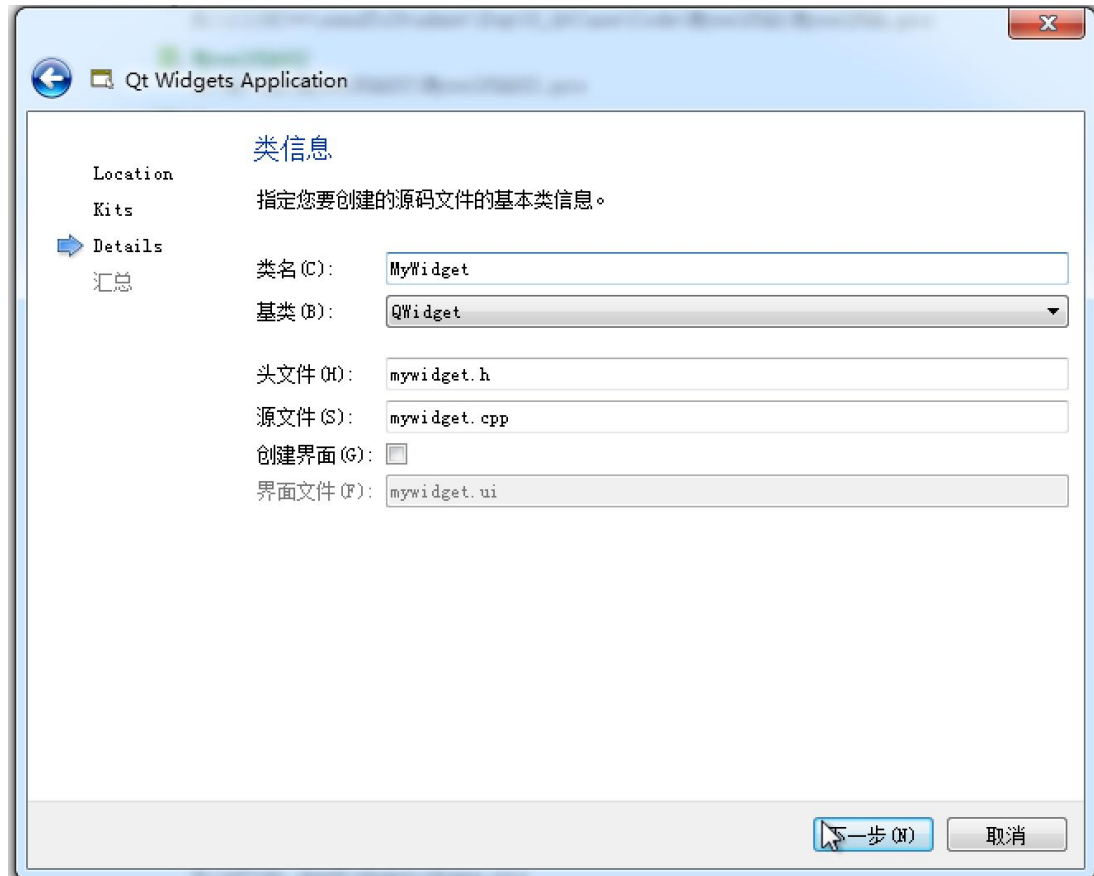 Qt Widgets Application
Location
Kits
Details
汇总
类信息
指定您要创建的源码文件的基本类信息。
类名(C): MyWidget
基类(B): QWidget
头文件(H): mywidget.h
源文件(S): mywidget.cpp
创建界面(G):
界面文件(F): mywidget.ui
下一步(N) 取消